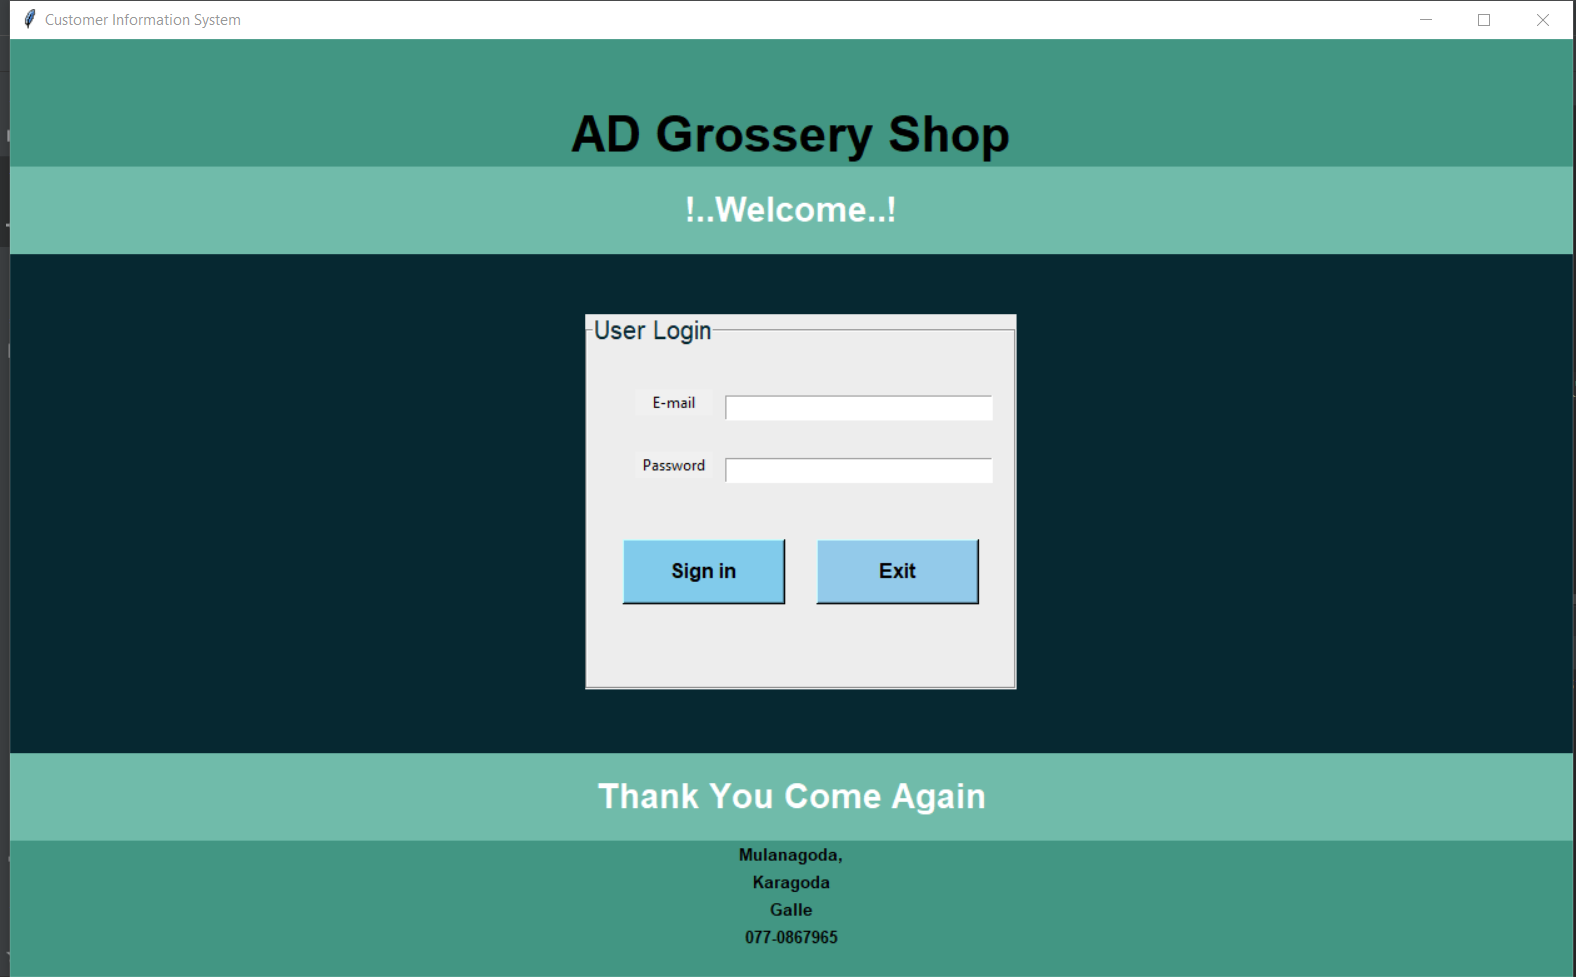 Customer Information System
AD Grossery Shop
!..Welcome..!
User Login
E-mail
Password
Sign in
Exit
Thank You Come Again
Mulanagoda,
Karagoda
Galle
077-0867965